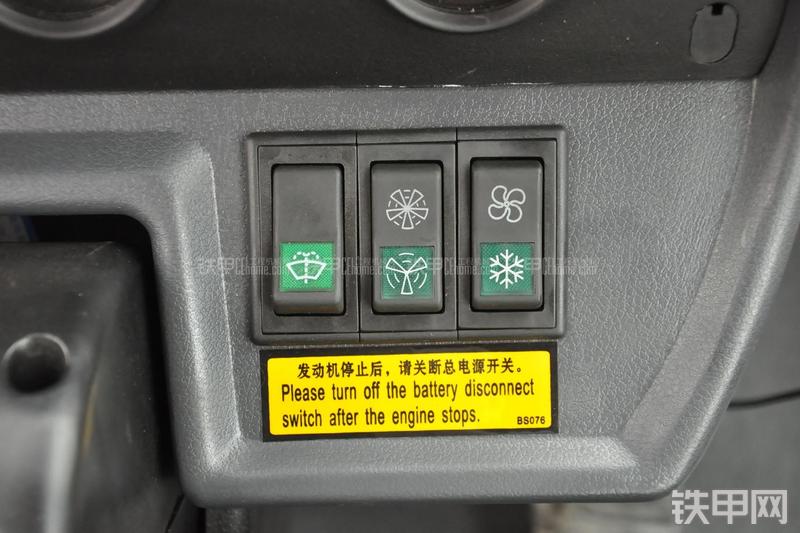 发动机停止后，请关断总电源开关。
Please turn off the battery disconnect
switch after the engine stops.
BS076
铁甲网